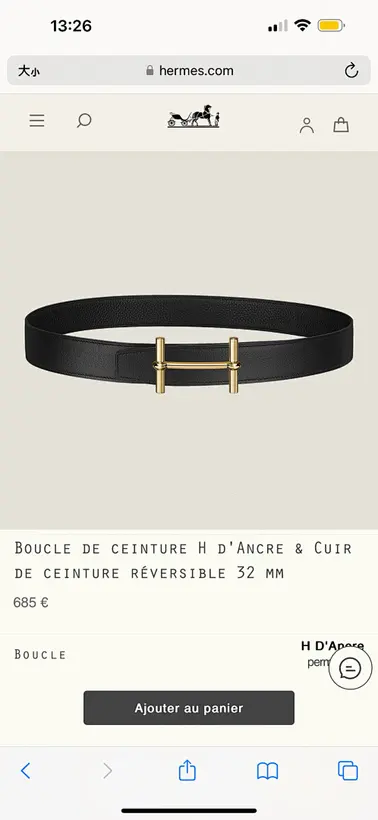 13:26
大小 hermes.com
Boucle de ceinture H d'Ancre & Cuir
de ceinture réversible 32 mm
685 €
Boucle
H D'Ancre
Ajouter au panier